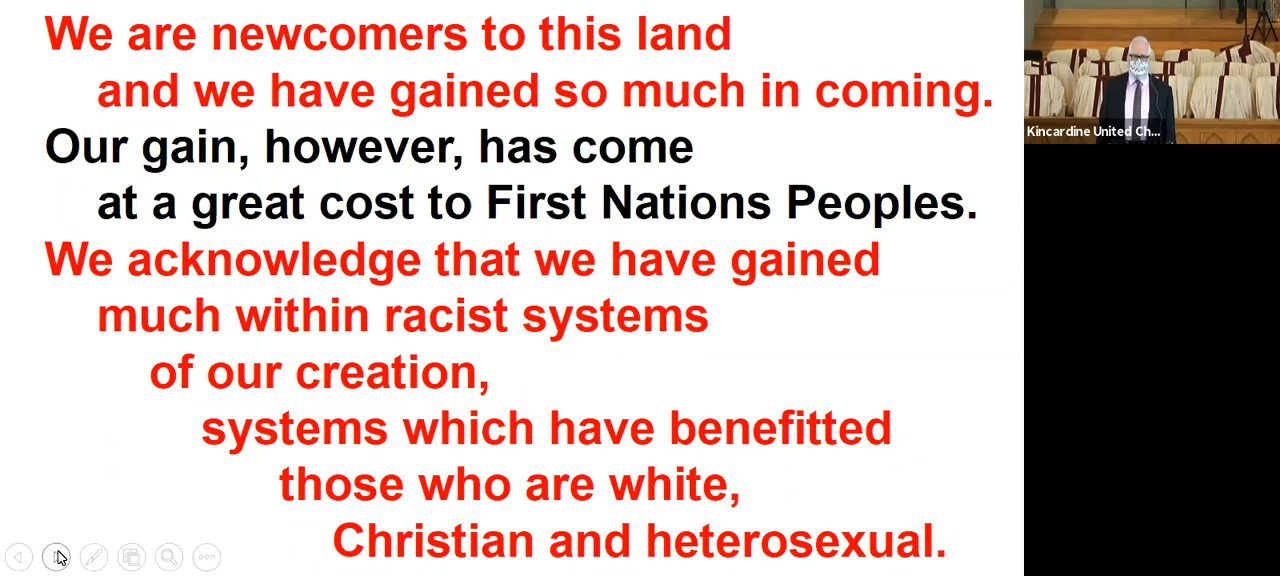 We are newcomers to this land
and we have gained so much in coming.
Our gain, however, has come
at a great cost to First Nations Peoples.
We acknowledge that we have gained
much within racist systems
of our creation,
systems which have benefitted
those who are white,
Christian and heterosexual.
Kincardine United Ch...